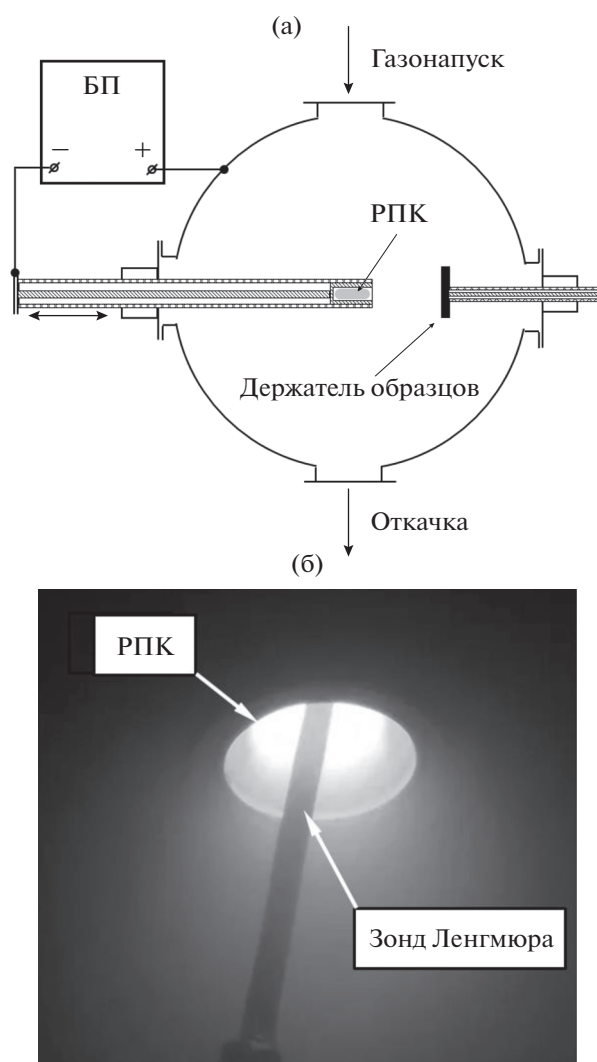 (а)
Газонапуск
БП
− +
РПК
Держатель образцов
Откачка
(б)
РПК
Зонд Ленгмюра